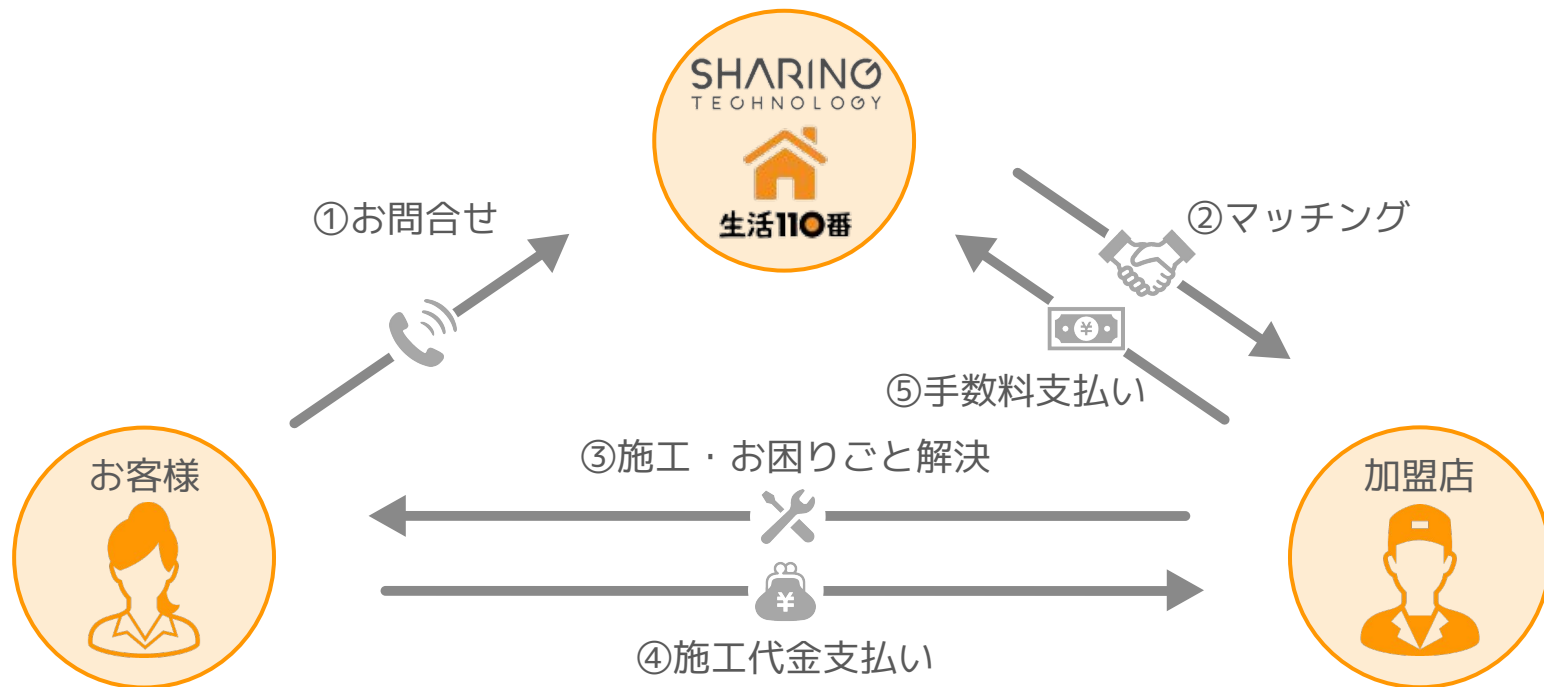 SHARING
TECHNOLOGY
生活110番
①お問合せ
②マッチング
¥
⑤手数料支払い
③施工・お困りごと解決
お客様
加盟店
¥
④施工代金支払い